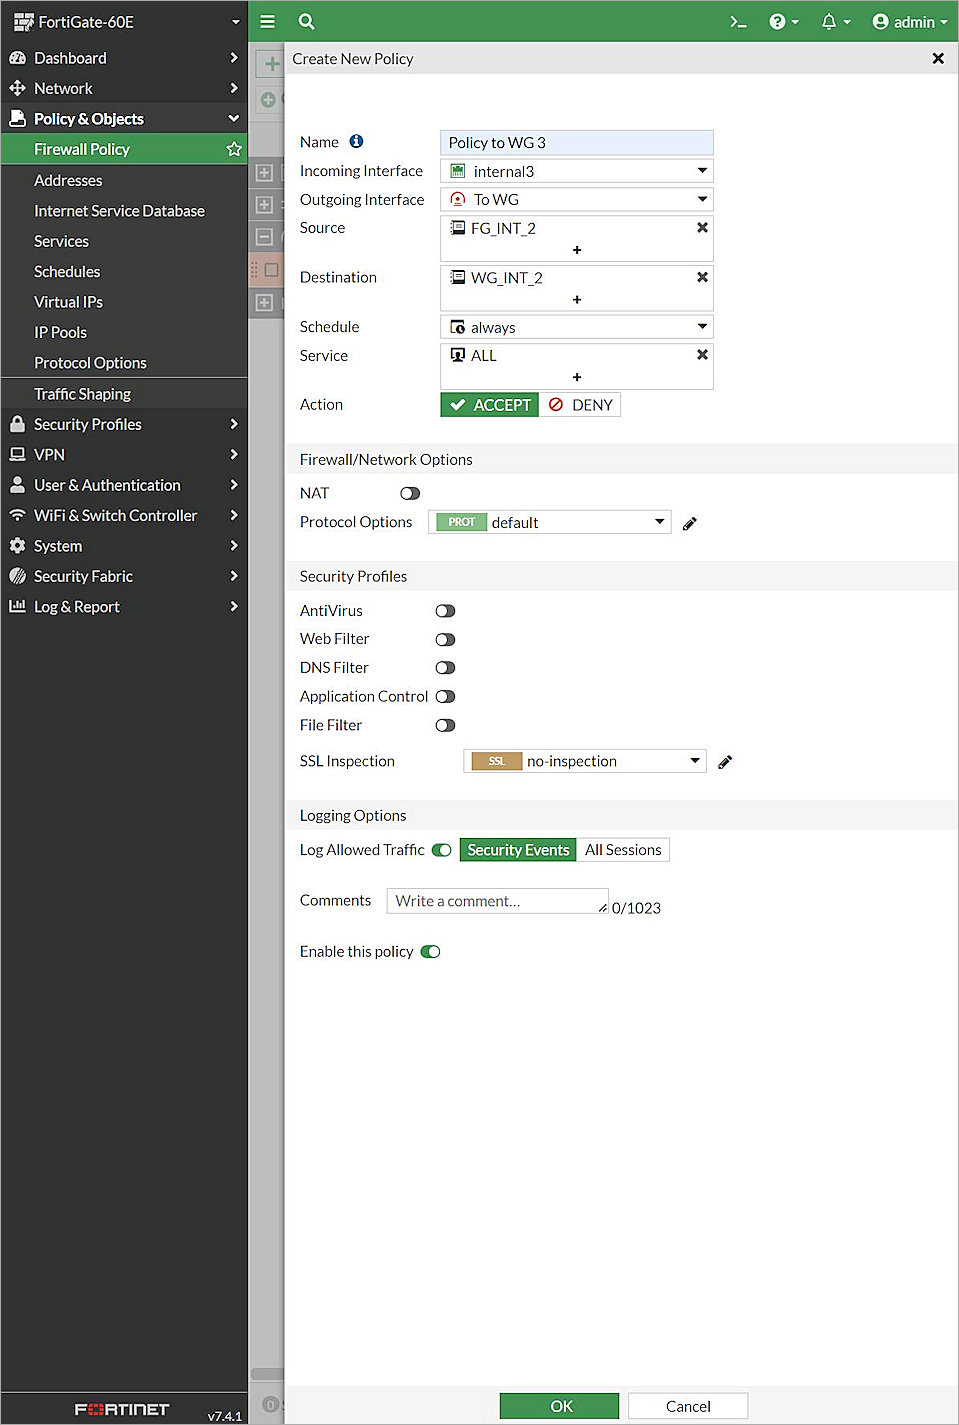 FortiGate-60E
admin
Dashboard
Network
Policy & Objects
Firewall Policy
Addresses
Internet Service Database
Services
Schedules
Virtual IPs
IP Pools
Protocol Options
Traffic Shaping
Security Profiles
VPN
User & Authentication
WiFi & Switch Controller
System
Security Fabric
Log & Report
FORTINET
v7.4.1
Create New Policy
Name Policy to WG 3
Incoming Interface internal3
Outgoing Interface To WG
Source FG_INT_2
+
Destination WG_INT_2
+
Schedule always
Service ALL
+
Action ACCEPT DENY
Firewall/Network Options
NAT
Protocol Options PROT default
Security Profiles
AntiVirus
Web Filter
DNS Filter
Application Control
File Filter
SSL Inspection SSL no-inspection
Logging Options
Log Allowed Traffic Security Events All Sessions
Comments Write a comment... 0/1023
Enable this policy
0
OK Cancel